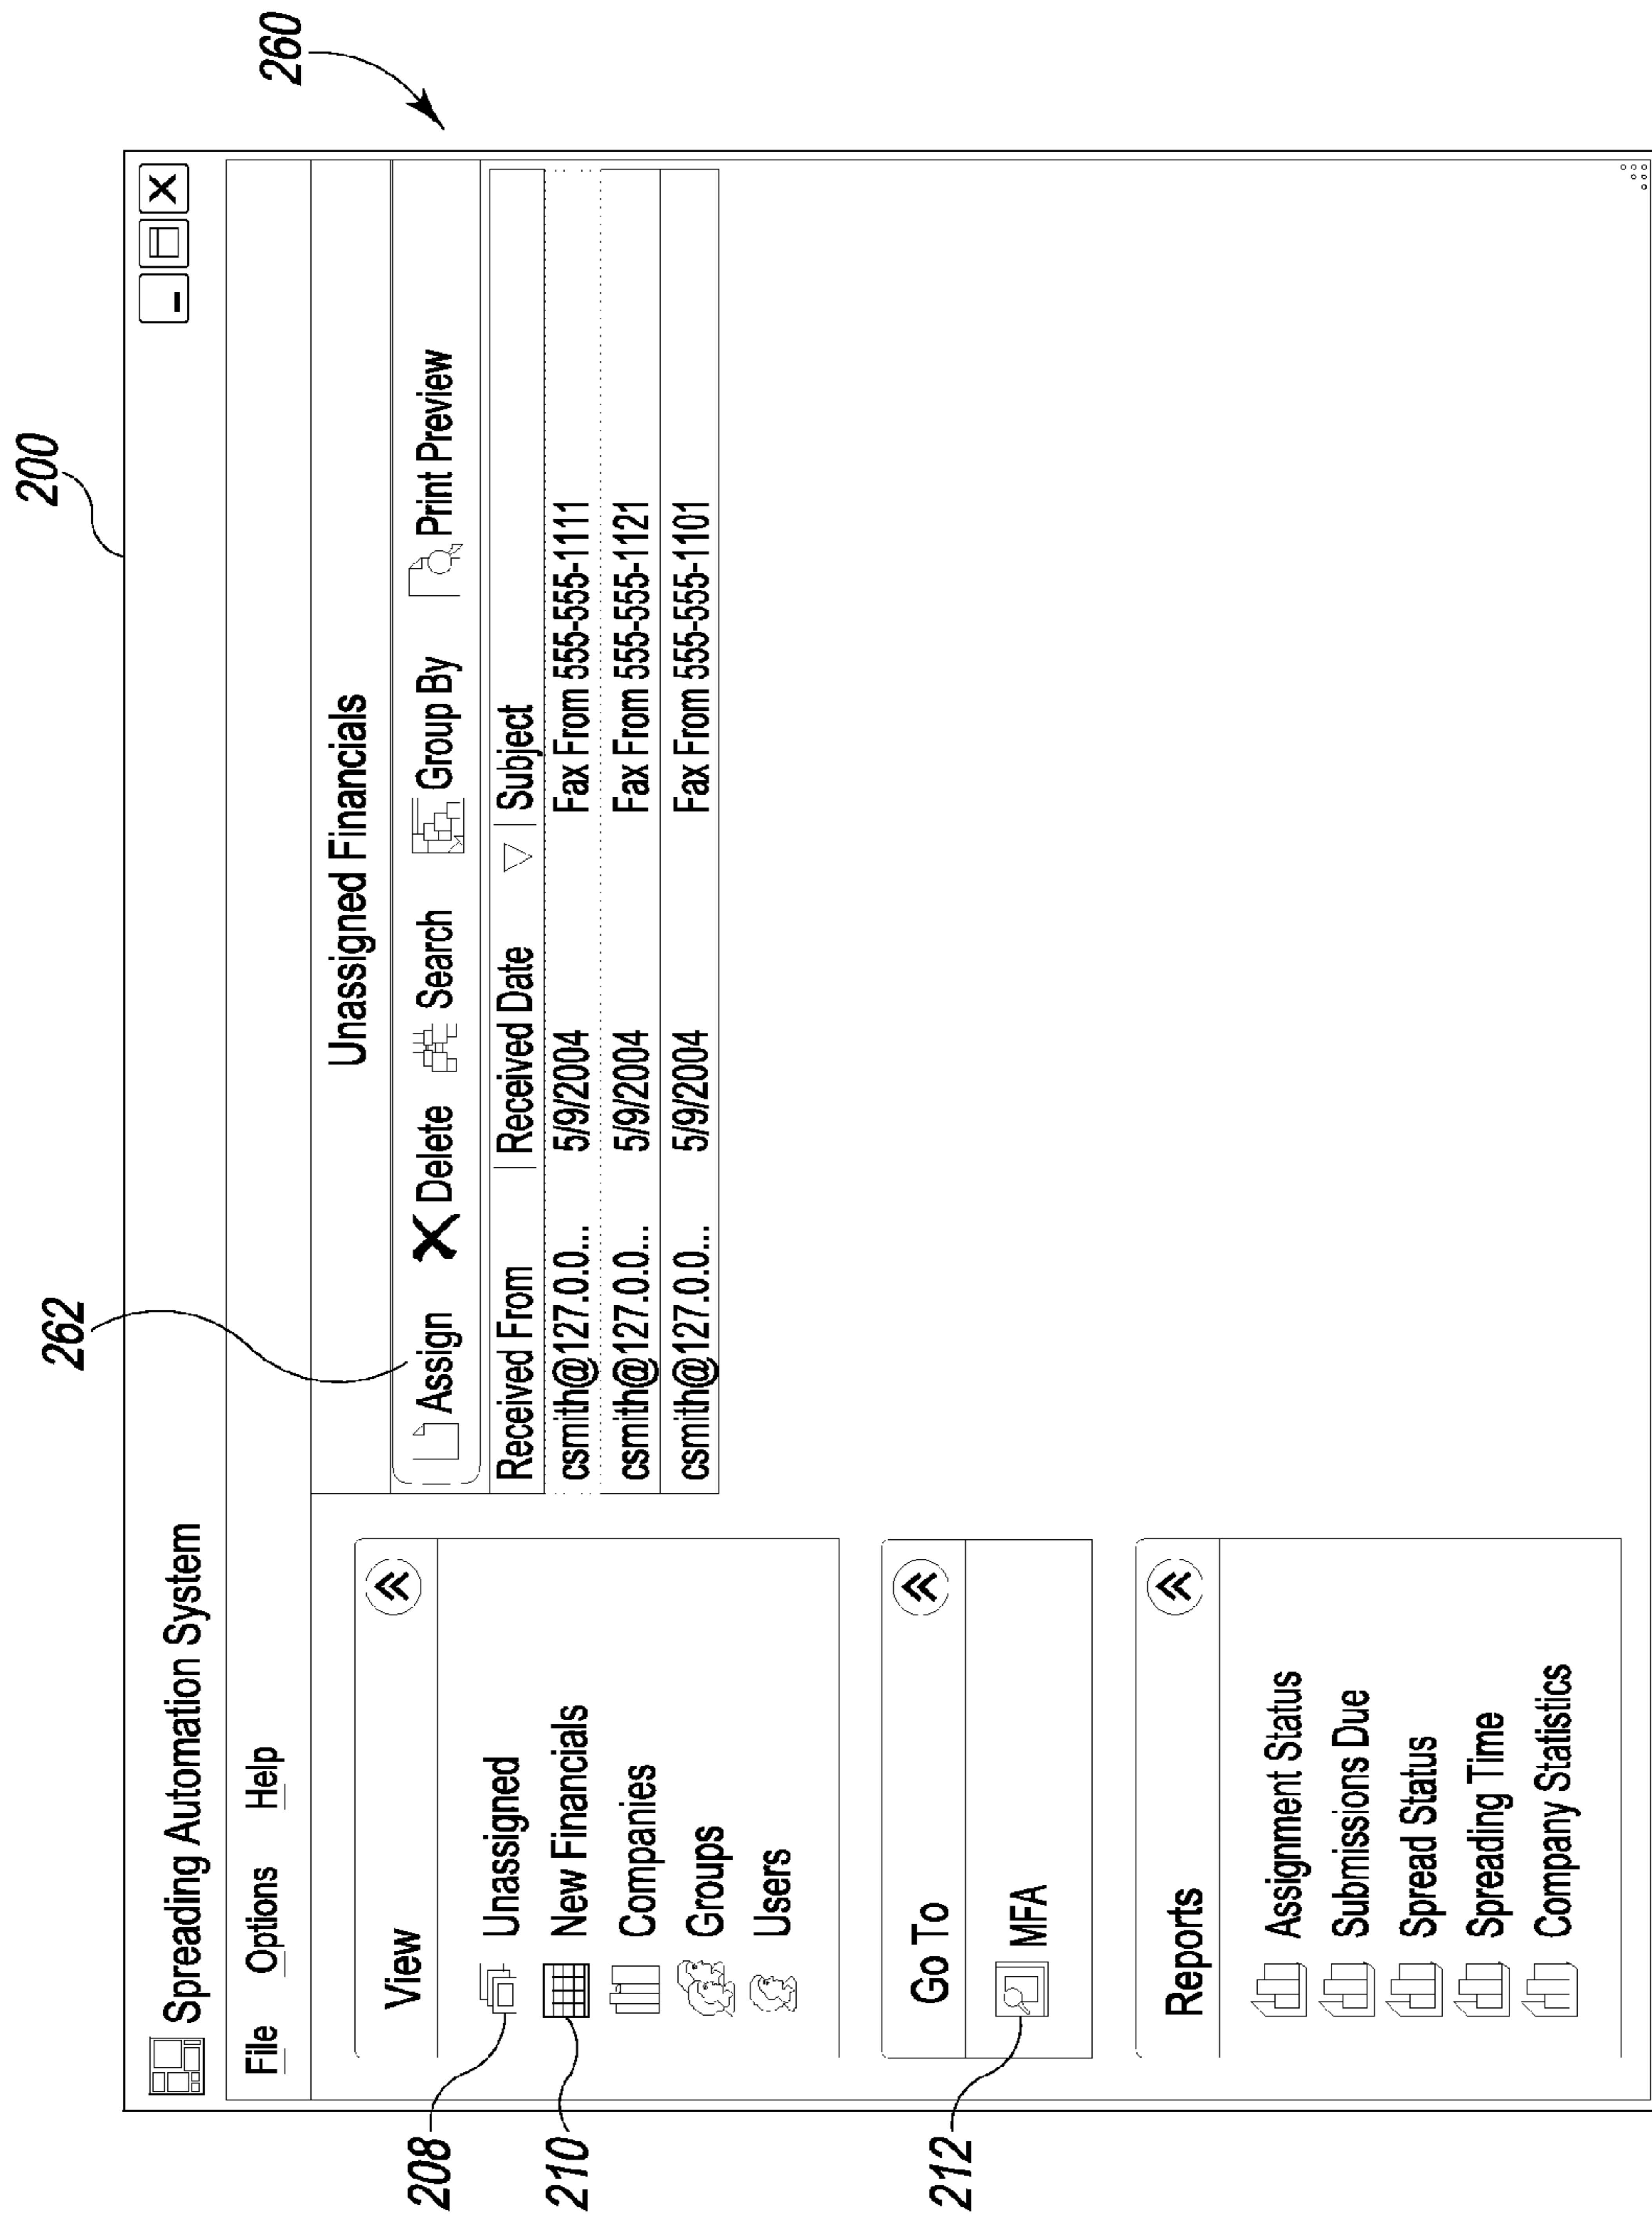 200
260
262
Spreading Automation System
File Options Help
View
208 Unassigned
210 New Financials
Companies
Groups
Users
Go To
212 MFA
Reports
Assignment Status
Submissions Due
Spread Status
Spreading Time
Company Statistics
Unassigned Financials
Assign Delete Search Group By Print Preview
Received From Received Date Subject
csmith@127.0.0... 5/9/2004 Fax From 555-555-1111
csmith@127.0.0... 5/9/2004 Fax From 555-555-1121
csmith@127.0.0... 5/9/2004 Fax From 555-555-1101